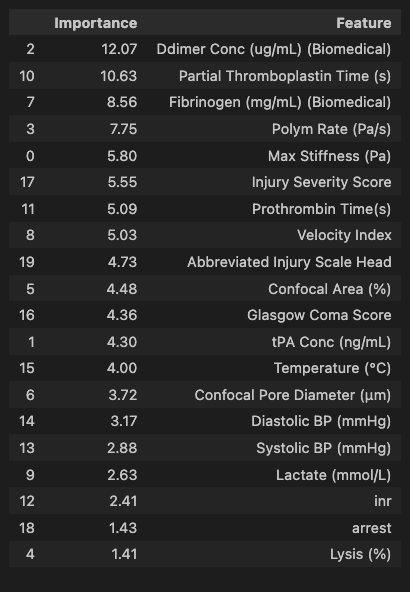 Importance Feature
2 12.07 Ddimer Conc (ug/mL) (Biomedical)
10 10.63 Partial Thromboplastin Time (s)
7 8.56 Fibrinogen (mg/mL) (Biomedical)
3 7.75 Polym Rate (Pa/s)
0 5.80 Max Stiffness (Pa)
17 5.55 Injury Severity Score
11 5.09 Prothrombin Time(s)
8 5.03 Velocity Index
19 4.73 Abbreviated Injury Scale Head
5 4.48 Confocal Area (%)
16 4.36 Glasgow Coma Score
1 4.30 tPA Conc (ng/mL)
15 4.00 Temperature (°C)
6 3.72 Confocal Pore Diameter (μm)
14 3.17 Diastolic BP (mmHg)
13 2.88 Systolic BP (mmHg)
9 2.63 Lactate (mmol/L)
12 2.41 inr
18 1.43 arrest
4 1.41 Lysis (%)